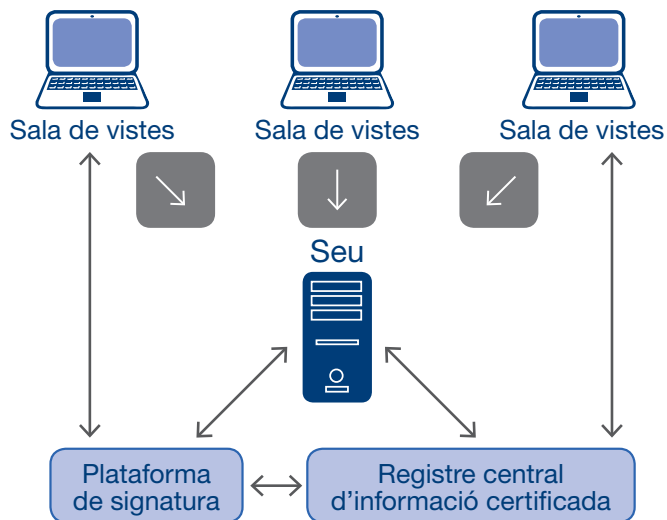 Sala de vistes
Sala de vistes
Sala de vistes
Seu
Plataforma
de signatura
Registre central
d’informació certificada